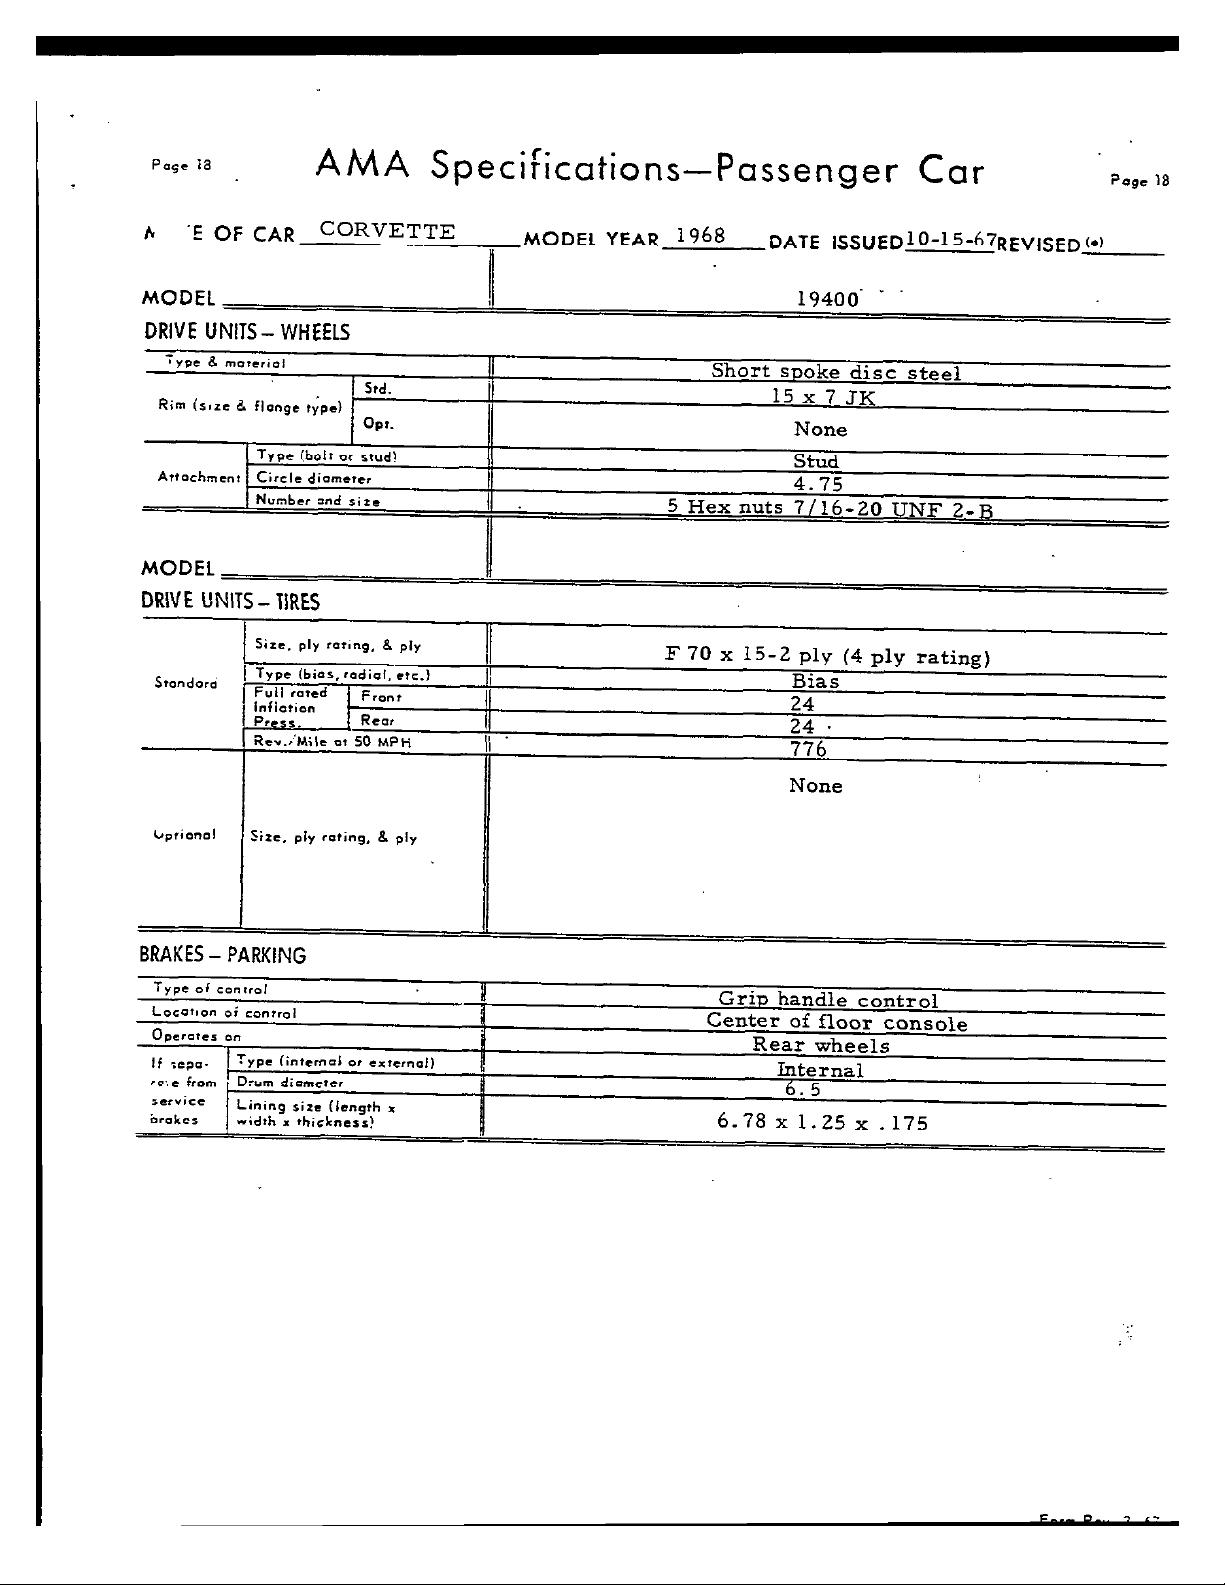 Page 18 AMA Specifications—Passenger Car Page 18
E OF CAR CORVETTE MODEL YEAR 1968 DATE ISSUED 10-15-67 REVISED (•)
MODEL 19400
DRIVE UNITS – WHEELS
Type & material Short spoke disc steel
Rim (size & flange type) Std. 15 x 7 JK
Opt. None
Attachment Type (bolt or stud) Stud
Circle diameter 4.75
Number and size 5 Hex nuts 7/16-20 UNF 2-B
MODEL
DRIVE UNITS – TIRES
Standard Size, ply rating, & ply F 70 x 15-2 ply (4 ply rating)
Type (bias, radial, etc.) Bias
Full rated Inflation Press. Front 24
Rear 24
Rev./Mile at 50 MPH 776
None
Optional Size, ply rating, & ply
BRAKES – PARKING
Type of control Grip handle control
Location of control Center of floor console
Operates on Rear wheels
If sepa- Type (internal or external) Internal
rate from Drum diameter 6.5
service Lining size (length x
brakes width x thickness) 6.78 x 1.25 x .175
Form Rev.